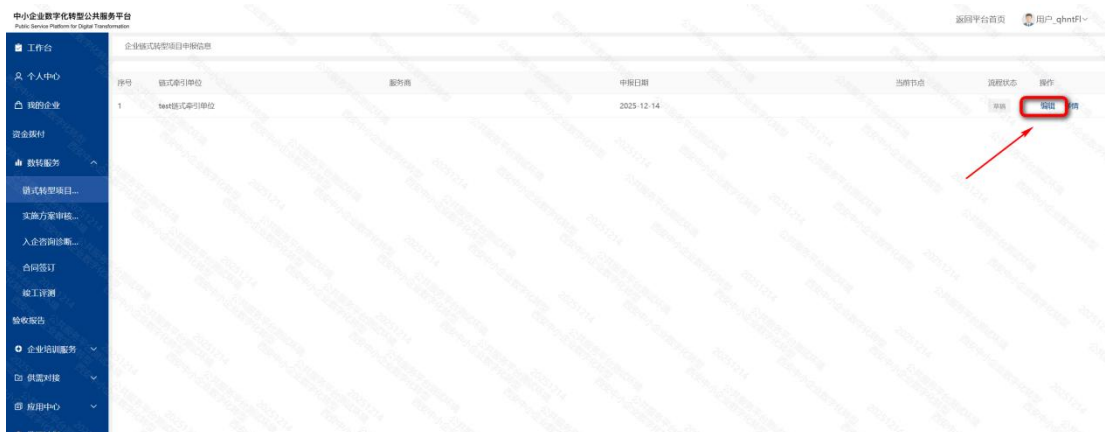 中小企业数字化转型公共服务平台
Public Service Platform for Digital Transformation
返回平台首页 用户_qhntFl
工作台
企业链式转型项目申报信息
个人中心
序号 链式牵引单位 服务商 申报日期 当前节点 流程状态 操作
我的企业
1 test链式牵引单位 2025-12-14 草稿 编辑 情
资金拨付
数转服务
链式转型项目...
实施方案审核...
入企咨询诊断...
合同签订
竣工评测
验收报告
企业培训服务
供需对接
应用中心